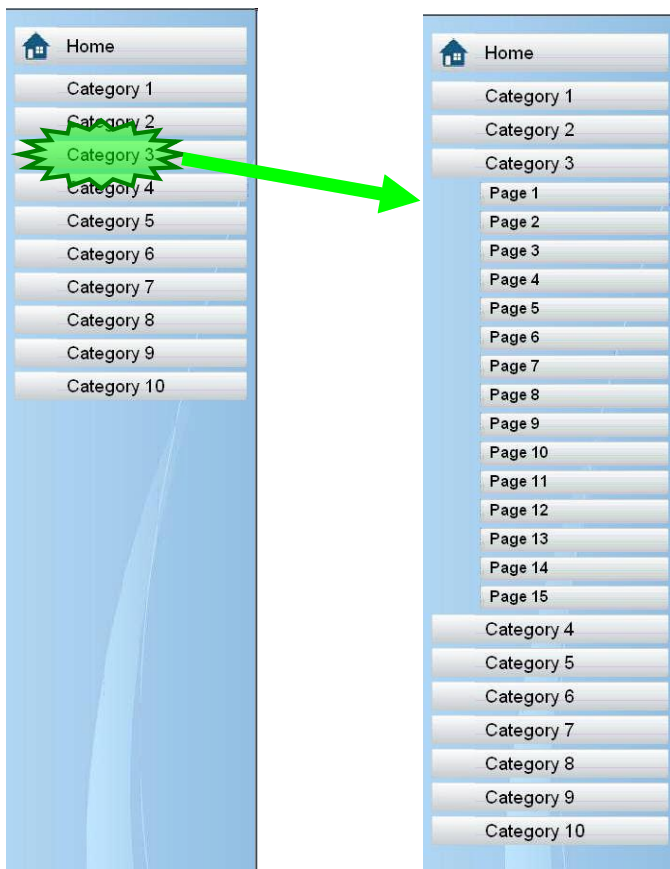 Home
Category 1
Category 2
Category 3
Category 4
Category 5
Category 6
Category 7
Category 8
Category 9
Category 10
Home
Category 1
Category 2
Category 3
Page 1
Page 2
Page 3
Page 4
Page 5
Page 6
Page 7
Page 8
Page 9
Page 10
Page 11
Page 12
Page 13
Page 14
Page 15
Category 4
Category 5
Category 6
Category 7
Category 8
Category 9
Category 10